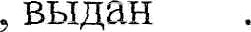 , выдан .